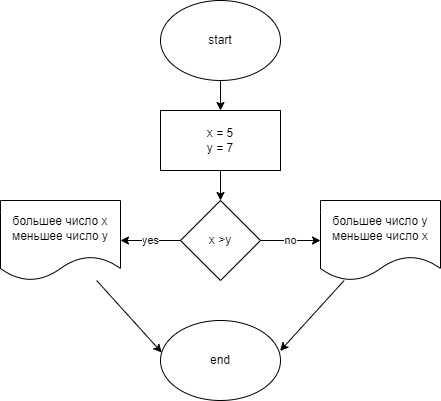 start
x = 5
y = 7
большее число x
меньшее число y
yes
x >y
no
большее число y
меньшее число x
end